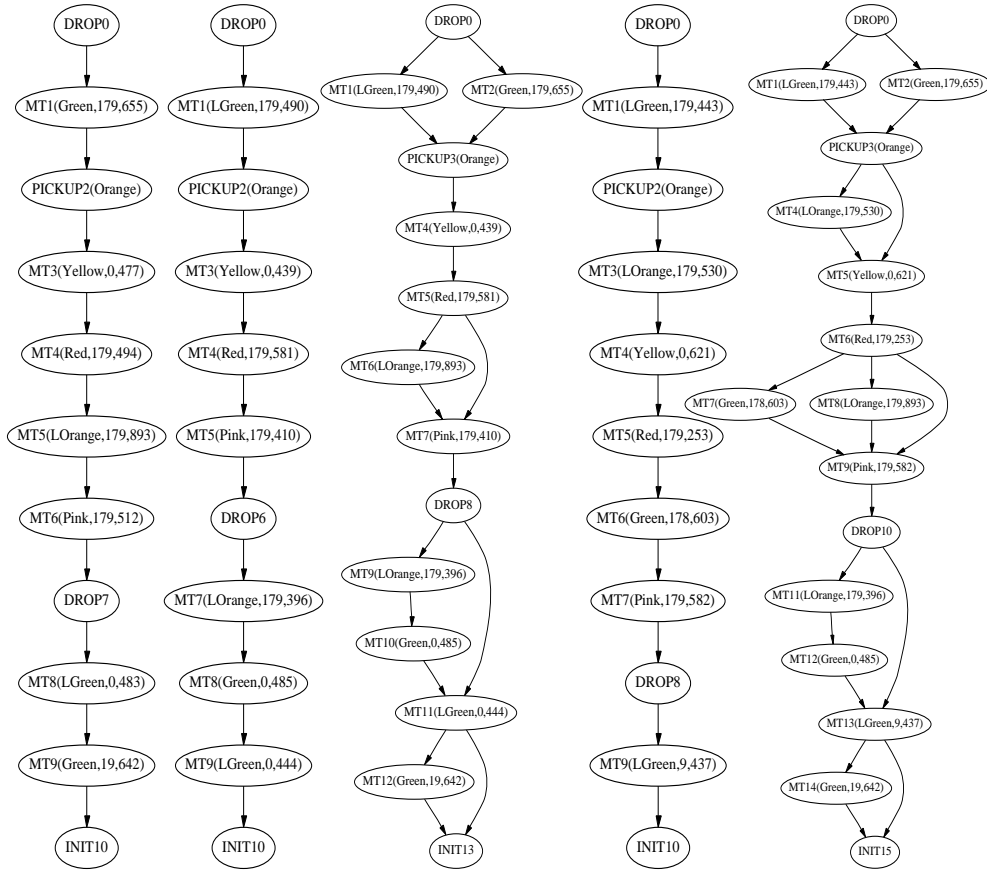 DROP0
MT1(Green,179,655)
PICKUP2(Orange)
MT3(Yellow,0,477)
MT4(Red,179,494)
MT5(LOrange,179,893)
MT6(Pink,179,512)
DROP7
MT8(LGreen,0,483)
MT9(Green,19,642)
INIT10
DROP0
MT1(LGreen,179,490)
PICKUP2(Orange)
MT3(Yellow,0,439)
MT4(Red,179,581)
MT5(Pink,179,410)
DROP6
MT7(LOrange,179,396)
MT8(Green,0,485)
MT9(LGreen,0,444)
INIT10
DROP0
MT1(LGreen,179,490)
MT2(Green,179,655)
PICKUP3(Orange)
MT4(Yellow,0,439)
MT5(Red,179,581)
MT6(LOrange,179,893)
MT7(Pink,179,410)
DROP8
MT9(LOrange,179,396)
MT10(Green,0,485)
MT11(LGreen,0,444)
MT12(Green,19,642)
INIT13
DROP0
MT1(LGreen,179,443)
PICKUP2(Orange)
MT3(LOrange,179,530)
MT4(Yellow,0,621)
MT5(Red,179,253)
MT6(Green,178,603)
MT7(Pink,179,582)
DROP8
MT9(LGreen,9,437)
INIT10
DROP0
MT1(LGreen,179,443)
MT2(Green,179,655)
PICKUP3(Orange)
MT4(LOrange,179,530)
MT5(Yellow,0,621)
MT6(Red,179,253)
MT7(Green,178,603)
MT8(LOrange,179,893)
MT9(Pink,179,582)
DROP10
MT11(LOrange,179,396)
MT12(Green,0,485)
MT13(LGreen,9,437)
MT14(Green,19,642)
INIT15